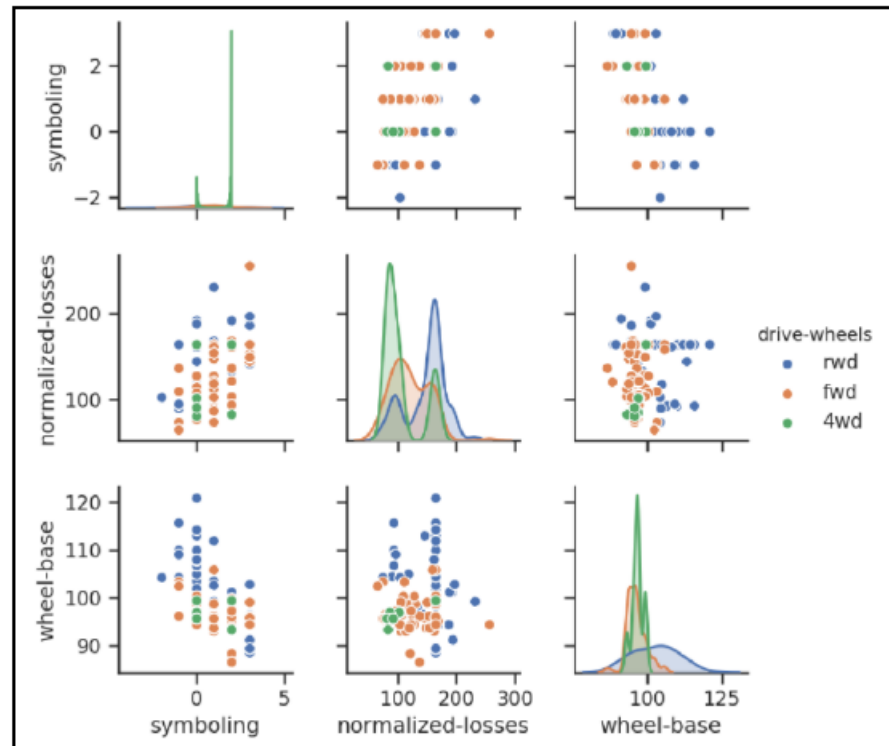 symboling
2
0
−2
normalized-losses
200
100
drive-wheels
rwd
fwd
4wd
wheel-base
120
110
100
90
0 5
100 200 300
100 125
symboling
normalized-losses
wheel-base